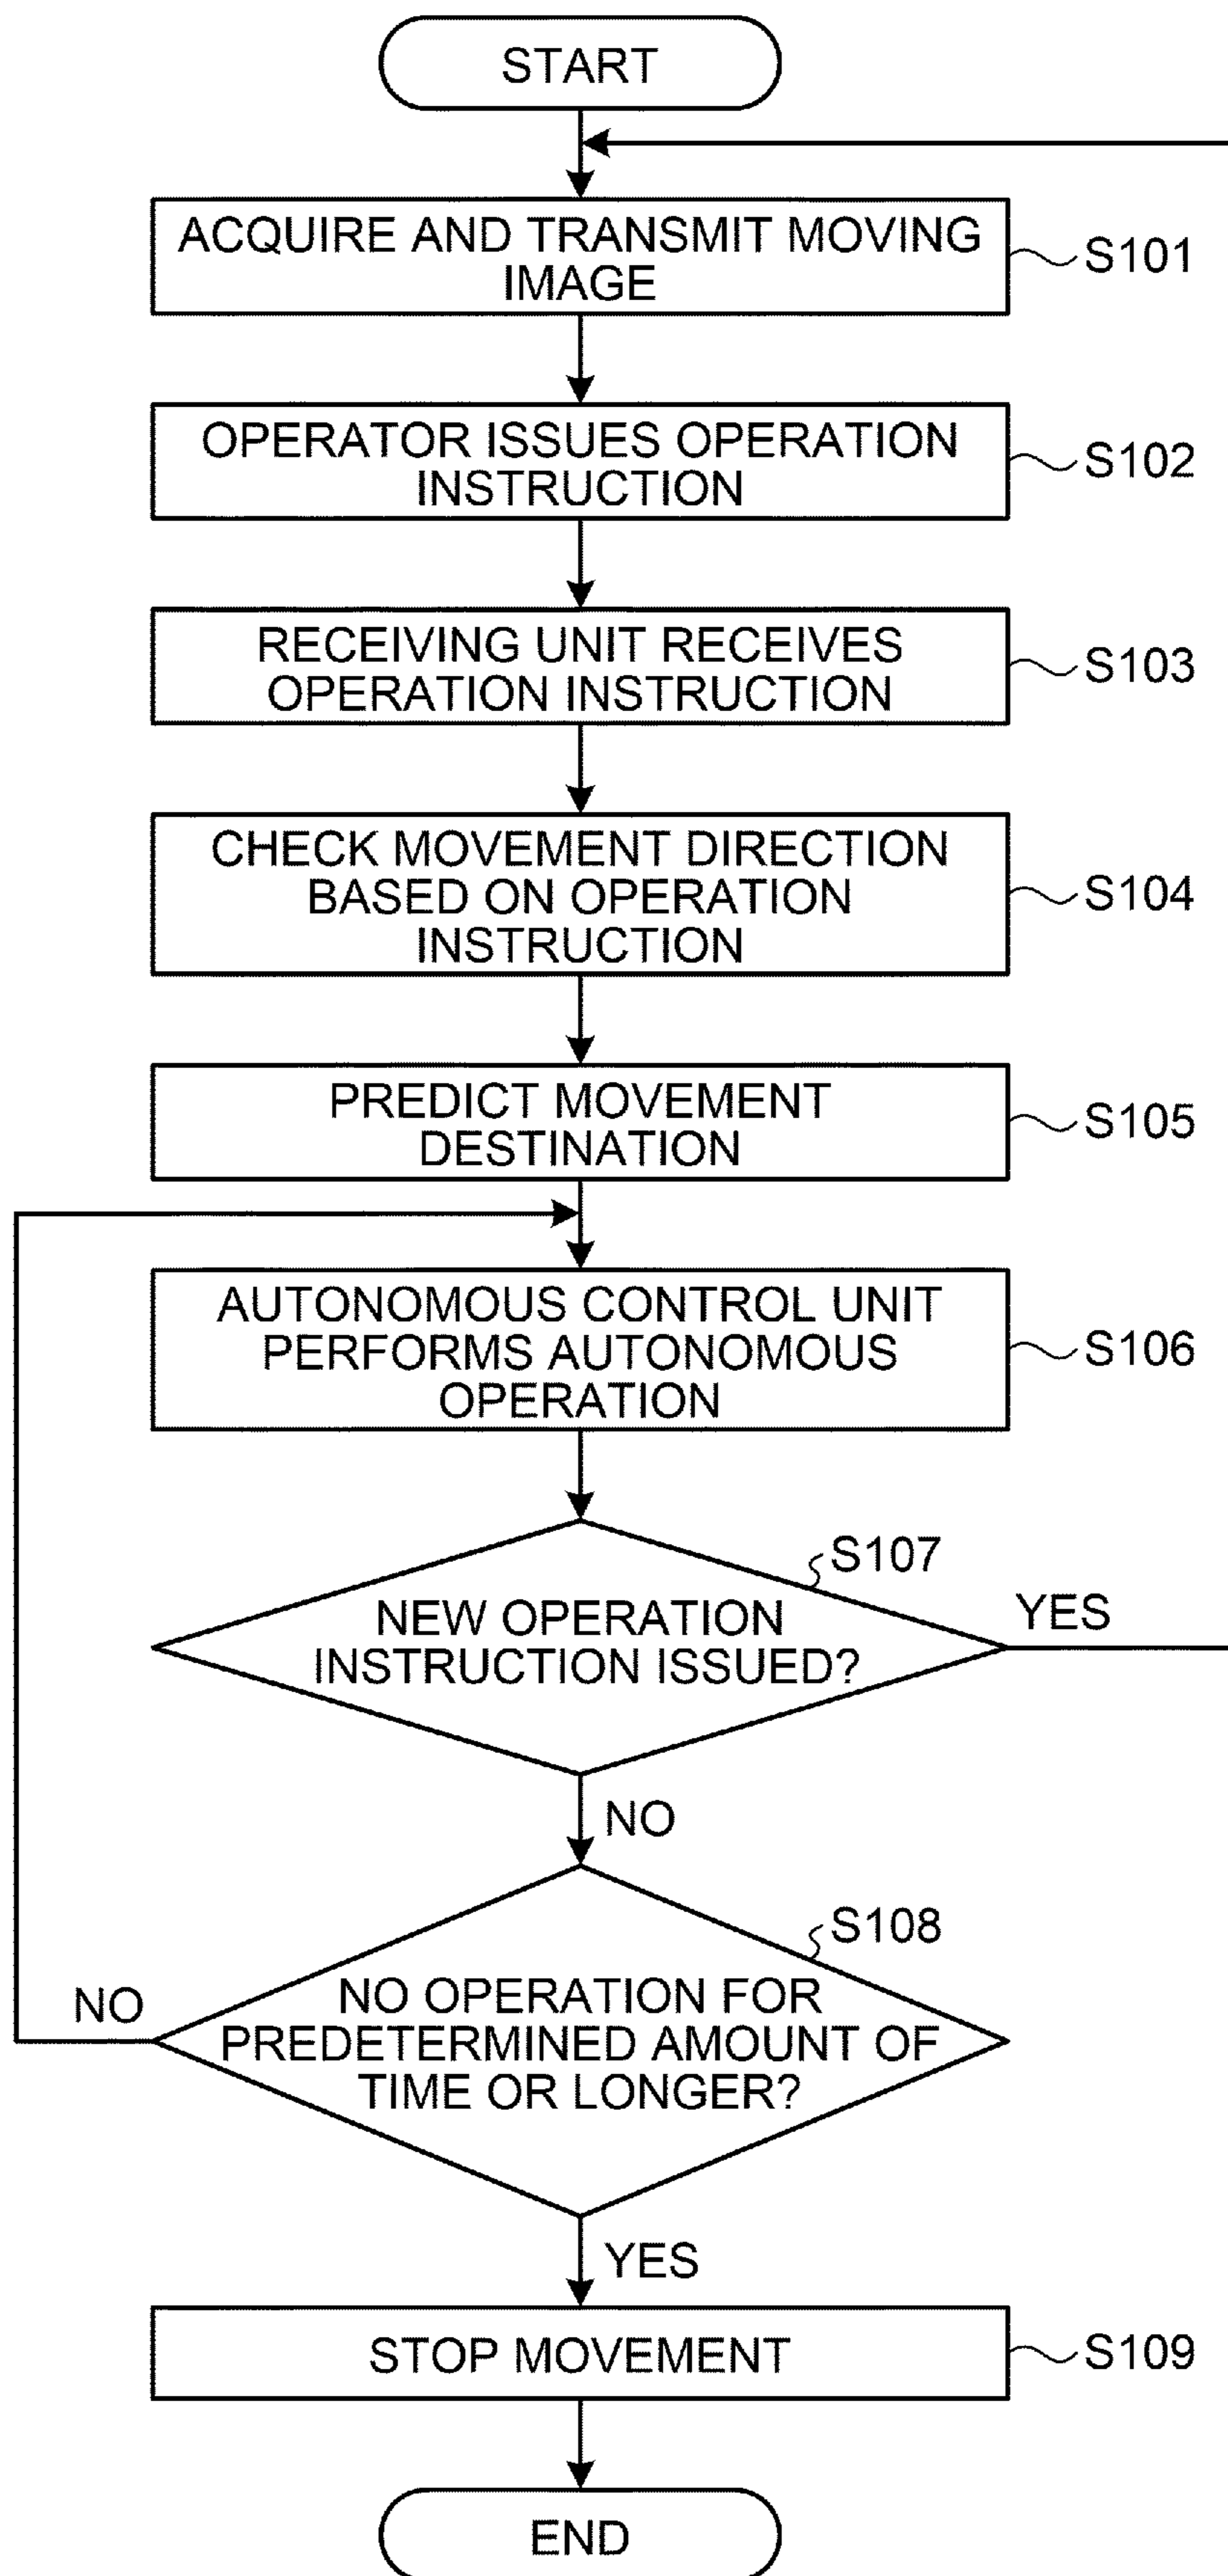 START
ACQUIRE AND TRANSMIT MOVING
IMAGE
S101
OPERATOR ISSUES OPERATION
INSTRUCTION
S102
RECEIVING UNIT RECEIVES
OPERATION INSTRUCTION
S103
CHECK MOVEMENT DIRECTION
BASED ON OPERATION
INSTRUCTION
S104
PREDICT MOVEMENT
DESTINATION
S105
AUTONOMOUS CONTROL UNIT
PERFORMS AUTONOMOUS
OPERATION
S106
S107
NEW OPERATION
INSTRUCTION ISSUED?
YES
NO
S108
NO OPERATION FOR
PREDETERMINED AMOUNT OF
TIME OR LONGER?
NO
YES
STOP MOVEMENT
S109
END